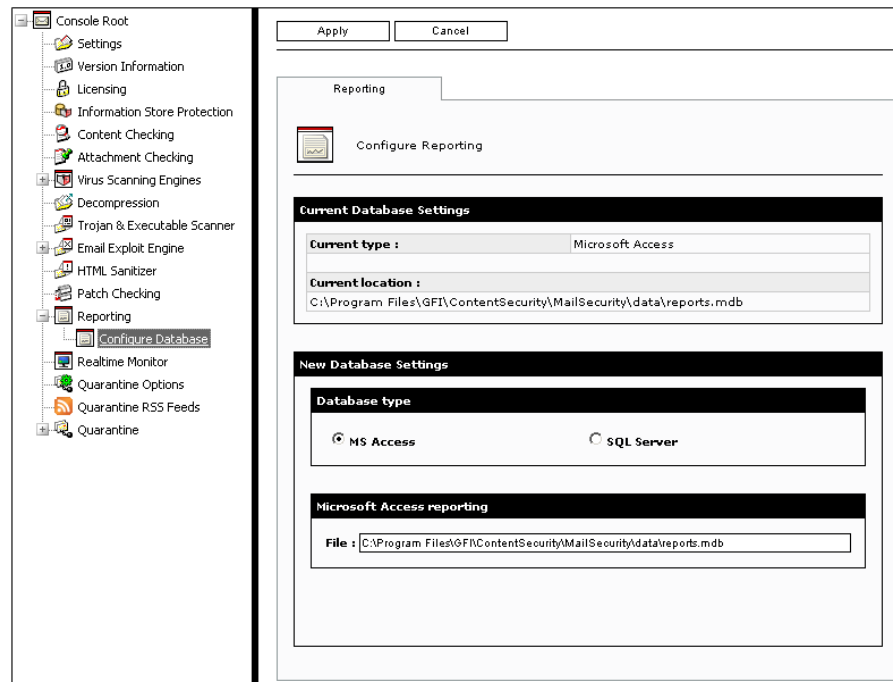 Console Root
Settings
Version Information
Licensing
Information Store Protection
Content Checking
Attachment Checking
Virus Scanning Engines
Decompression
Trojan & Executable Scanner
Email Exploit Engine
HTML Sanitizer
Patch Checking
Reporting
Configure Database
Realtime Monitor
Quarantine Options
Quarantine RSS Feeds
Quarantine
Apply Cancel
Reporting
Configure Reporting
Current Database Settings
Current type : Microsoft Access
Current location :
C:\Program Files\GFI\ContentSecurity\MailSecurity\data\reports.mdb
New Database Settings
Database type
MS Access SQL Server
Microsoft Access reporting
File : C:\Program Files\GFI\ContentSecurity\MailSecurity\data\reports.mdb